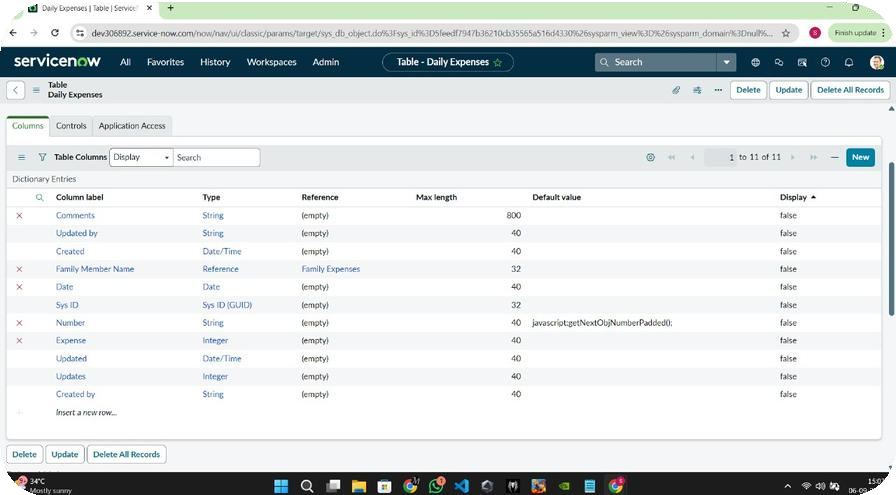 Daily Expenses | Table | Service
dev306892.service-now.com/now/nav/ui/classic/params/target/sys_db_object.do%3Fsys_id%3D5feedf7947b36210cb35565a516d4330%26sysparm_view%3D%26sysparm_domain%3Dnull%...
S
Finish update
servicenow
All Favorites History Workspaces Admin
Table - Daily Expenses
Search
Table
Daily Expenses
Delete Update Delete All Records
Columns Controls Application Access
Table Columns Display Search
1 to 11 of 11
New
Dictionary Entries
Column label Type Reference Max length Default value Display
Comments String (empty) 800 false
Updated by String (empty) 40 false
Created Date/Time (empty) 40 false
Family Member Name Reference Family Expenses 32 false
Date Date (empty) 40 false
Sys ID Sys ID (GUID) (empty) 32 false
Number String (empty) 40 javascript:getNextObjNumberPadded(); false
Expense Integer (empty) 40 false
Updated Date/Time (empty) 40 false
Updates Integer (empty) 40 false
Created by String (empty) 40 false
Insert a new row...
Delete Update Delete All Records
34°C
Mostly sunny